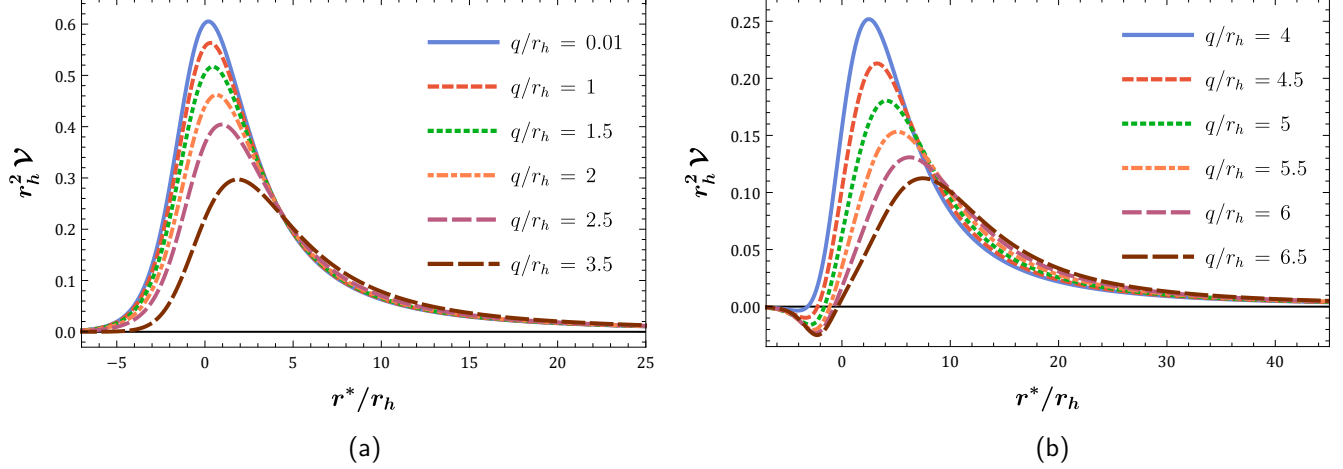 0.6
0.5
0.4
0.3
0.2
0.1
0.0
r_h^2 𝒱
q/r_h = 0.01
q/r_h = 1
q/r_h = 1.5
q/r_h = 2
q/r_h = 2.5
q/r_h = 3.5
−5 0 5 10 15 20 25
r*/r_h
(a)
0.25
0.20
0.15
0.10
0.05
0.00
r_h^2 𝒱
q/r_h = 4
q/r_h = 4.5
q/r_h = 5
q/r_h = 5.5
q/r_h = 6
q/r_h = 6.5
0 10 20 30 40
r*/r_h
(b)